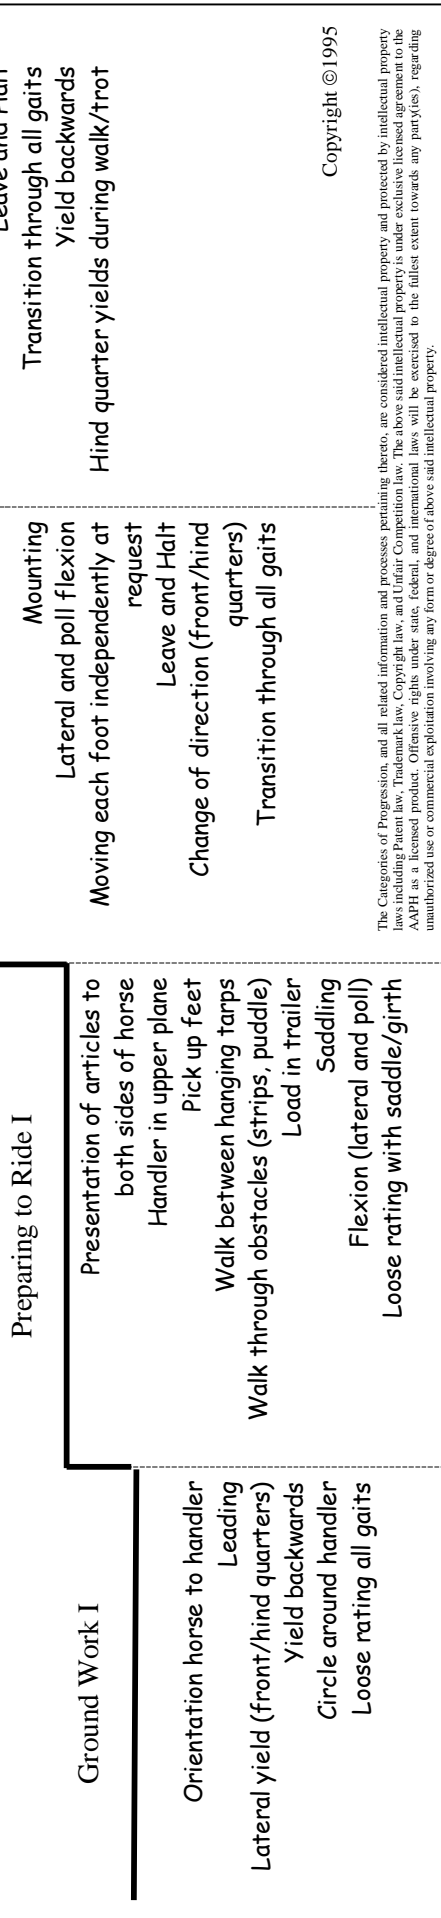 Ground Work I
Orientation horse to handler
Leading
Lateral yield (front/hind quarters)
Yield backwards
Circle around handler
Loose rating all gaits
Preparing to Ride I
Presentation of articles to
both sides of horse
Handler in upper plane
Pick up feet
Walk between hanging tarps
Walk through obstacles (strips, puddle)
Load in trailer
Saddling
Flexion (lateral and poll)
Loose rating with saddle/girth
Mounting
Lateral and poll flexion
Moving each foot independently at
request
Leave and Halt
Change of direction (front/hind
quarters)
Transition through all gaits
Leave and Halt
Transition through all gaits
Yield backwards
Hind quarter yields during walk/trot
Copyright ©1995
The Categories of Progression, and all related information and processes pertaining thereto, are considered intellectual property and protected by intellectual property
laws including Patent law, Trademark law, Copyright law, and Unfair Competition law. The above said intellectual property is under exclusive licensed agreement to the
AAPH as a licensed product. Offensive rights under state, federal, and international laws will be exercised to the fullest extent towards any party(ies), regarding
unauthorized use or commercial exploitation involving any form or degree of above said intellectual property.